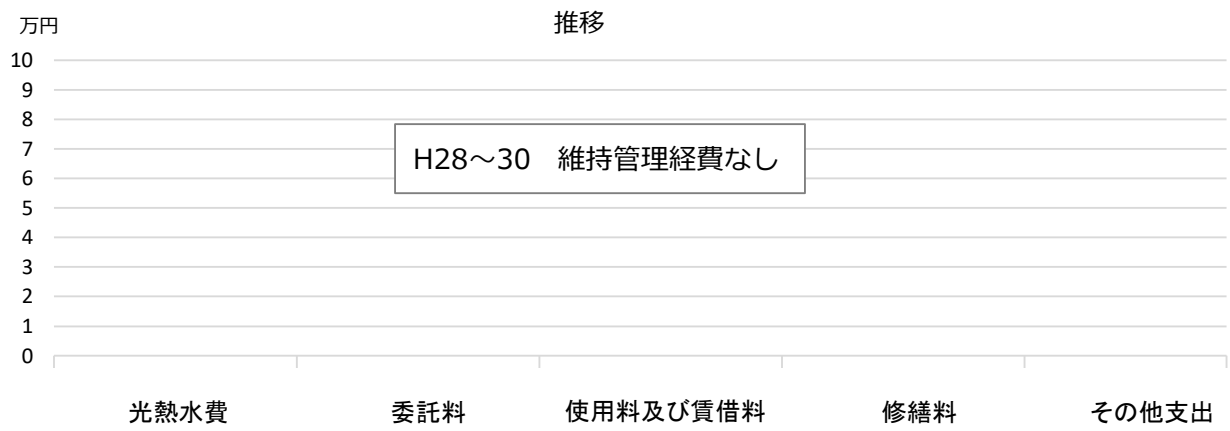 推移
万円
10
9
8
7
6
5
4
3
2
1
0
H28～30　維持管理経費なし
光熱水費
委託料
使用料及び賃借料
修繕料
その他支出